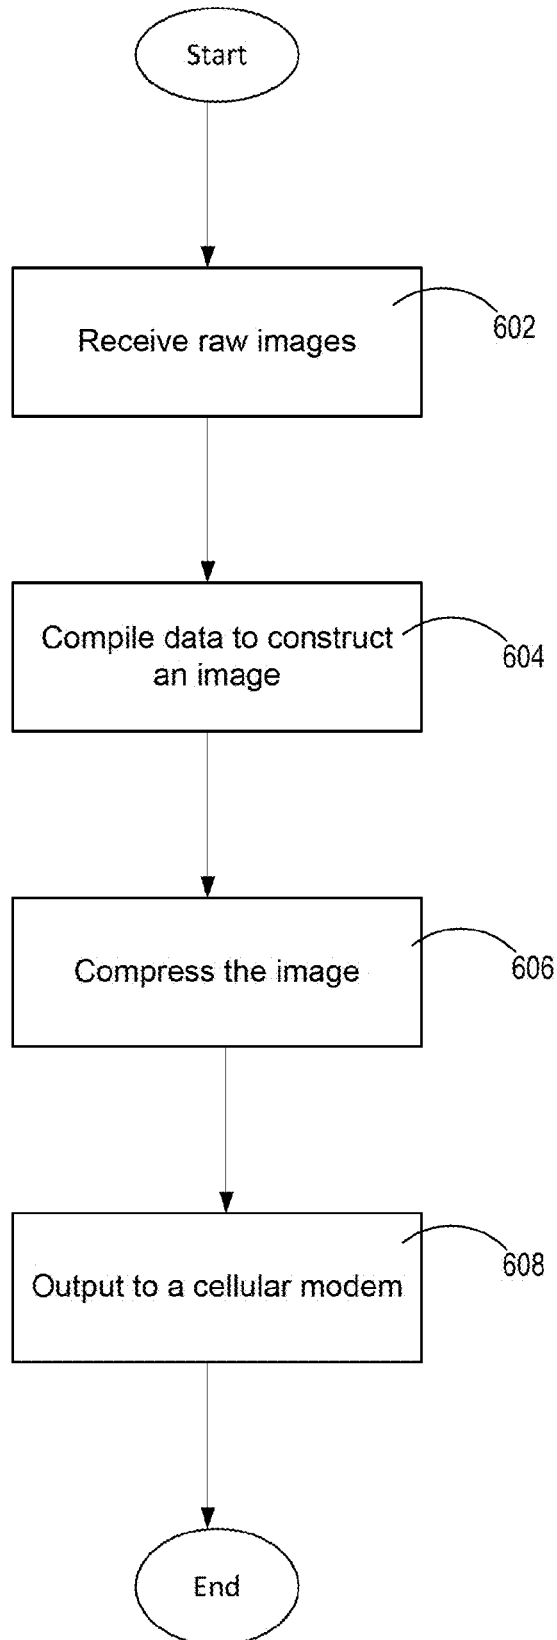 Start
Receive raw images
602
Compile data to construct
an image
604
Compress the image
606
Output to a cellular modem
608
End